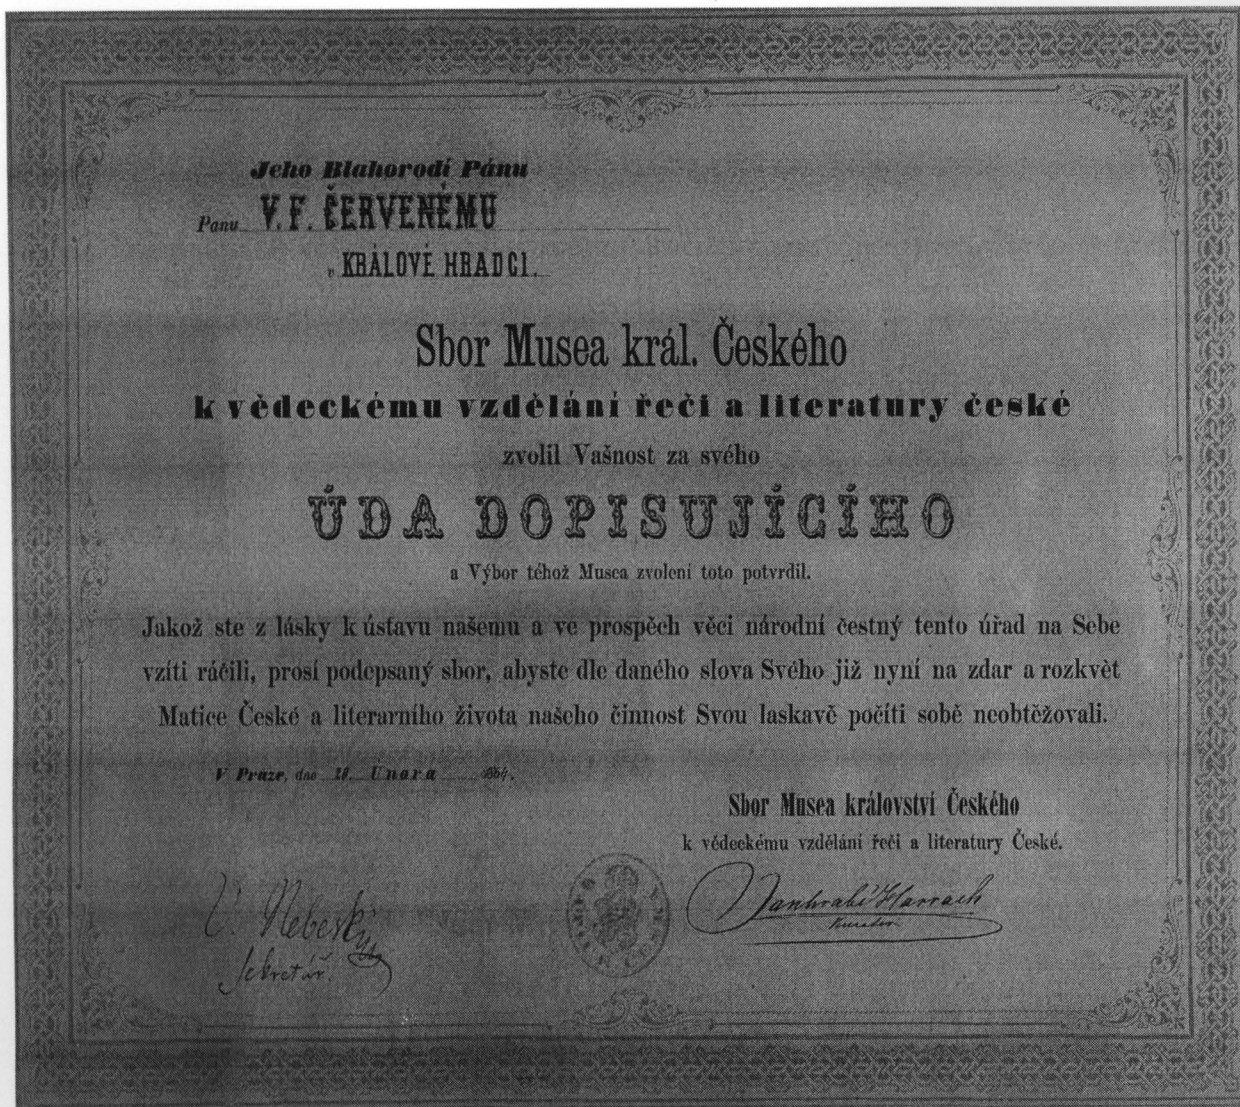 Jeho Blahorodí Pánu
Panu V. F. ČERVENÉMU
v KRÁLOVÉ HRADCI.
Sbor Musea král. Českého
k vědeckému vzdělání řeči a literatury české
zvolil Vašnost za svého
ÚDA DOPISUJÍCÍHO
a Výbor téhož Musea zvolení toto potvrdil.
Jakož ste z lásky k ústavu našemu a ve prospěch věci národní čestný tento úřad na Sebe
vzíti ráčili, prosí podepsaný sbor, abyste dle daného slova Svého již nyní na zdar a rozkvět
Matice České a literarního života našeho činnost Svou laskavě počíti sobě neobtěžovali.
V Praze, dne Února
Sbor Musea království Českého
k vědeckému vzdělání řeči a literatury České.
V. Nebeský
sekretář.
Jan hrabě Harrach
Kurator